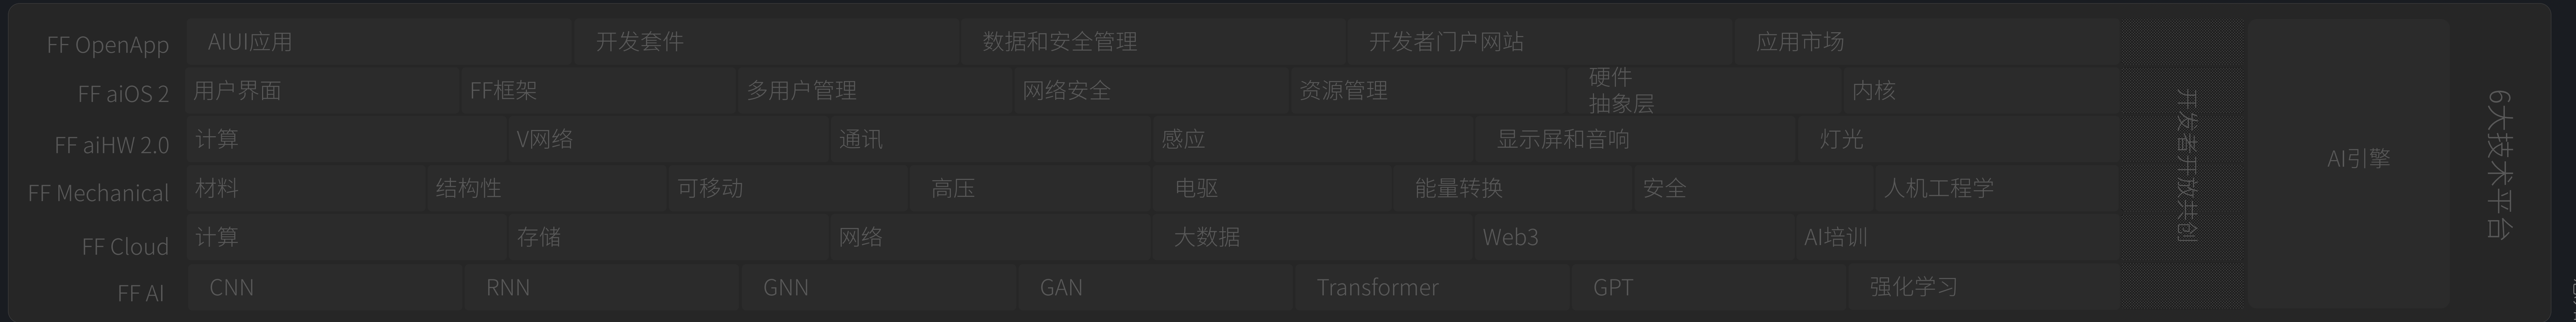 FF OpenApp
AIUI应用
开发套件
数据和安全管理
开发者门户网站
应用市场
FF aiOS 2
用户界面
FF框架
多用户管理
网络安全
资源管理
硬件
抽象层
内核
FF aiHW 2.0
计算
V网络
通讯
感应
显示屏和音响
灯光
FF Mechanical
材料
结构性
可移动
高压
电驱
能量转换
安全
人机工程学
FF Cloud
计算
存储
网络
大数据
Web3
AI培训
FF AI
CNN
RNN
GNN
GAN
Transformer
GPT
强化学习
开发者开放共创
AI引擎
6大技术平台